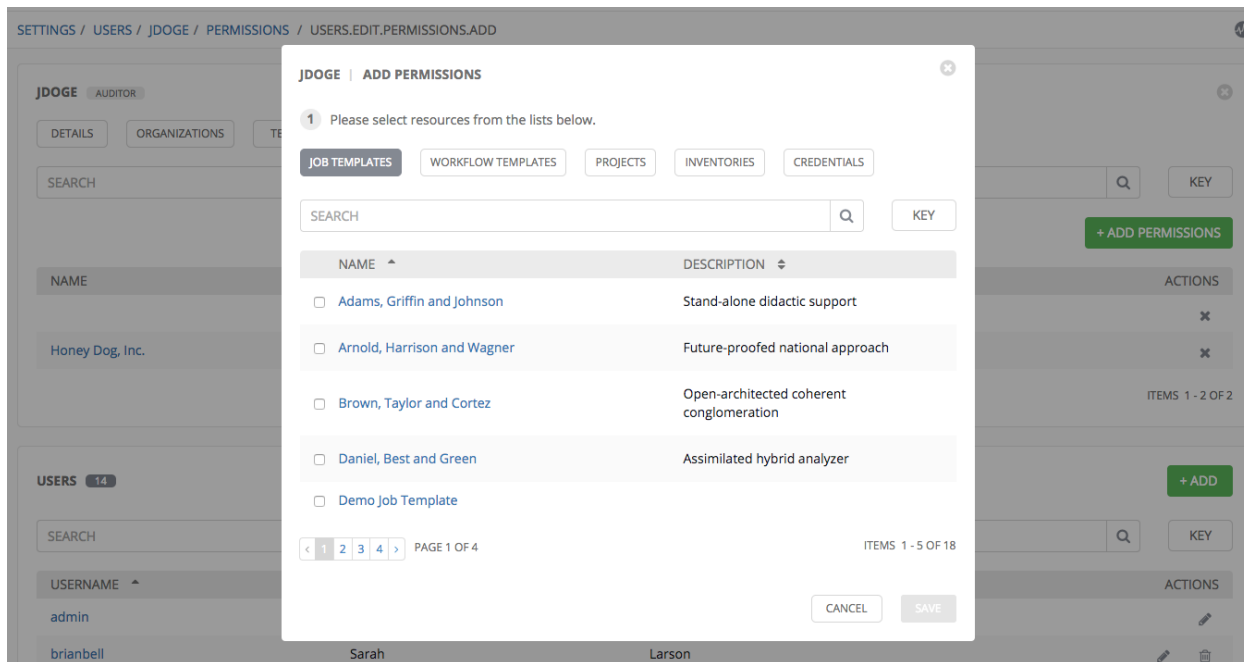 SETTINGS / USERS / JDOGE / PERMISSIONS / USERS.EDIT.PERMISSIONS.ADD
JDOGE AUDITOR
DETAILS ORGANIZATIONS TE
SEARCH KEY
+ ADD PERMISSIONS
NAME ACTIONS
Honey Dog, Inc.
ITEMS 1 - 2 OF 2
USERS 14
+ ADD
SEARCH KEY
USERNAME ACTIONS
admin
brianbell Sarah Larson
JDOGE | ADD PERMISSIONS
1 Please select resources from the lists below.
JOB TEMPLATES WORKFLOW TEMPLATES PROJECTS INVENTORIES CREDENTIALS
SEARCH KEY
NAME DESCRIPTION
Adams, Griffin and Johnson Stand-alone didactic support
Arnold, Harrison and Wagner Future-proofed national approach
Brown, Taylor and Cortez Open-architected coherent
conglomeration
Daniel, Best and Green Assimilated hybrid analyzer
Demo Job Template
< 1 2 3 4 > PAGE 1 OF 4 ITEMS 1 - 5 OF 18
CANCEL SAVE